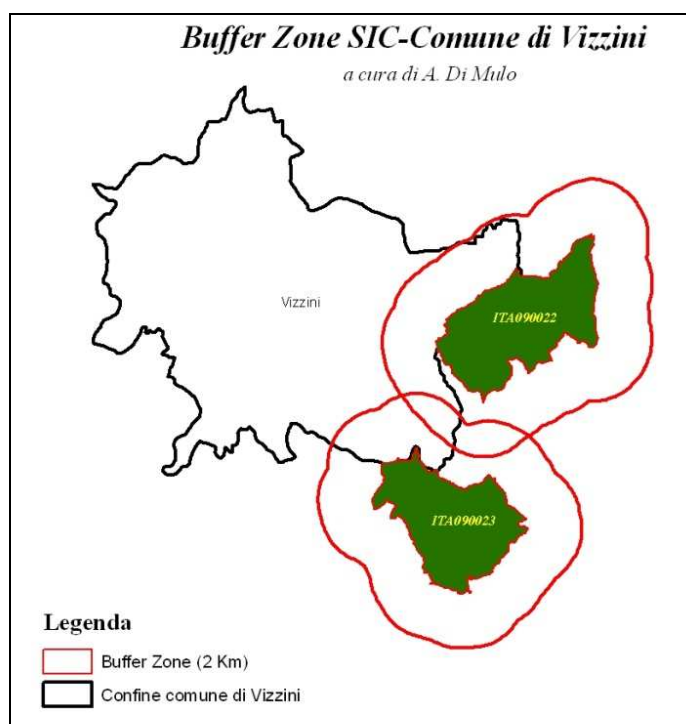 Buffer Zone SIC-Comune di Vizzini
a cura di A. Di Mulo
Vizzini
ITA090022
ITA090023
Legenda
Buffer Zone (2 Km)
Confine comune di Vizzini